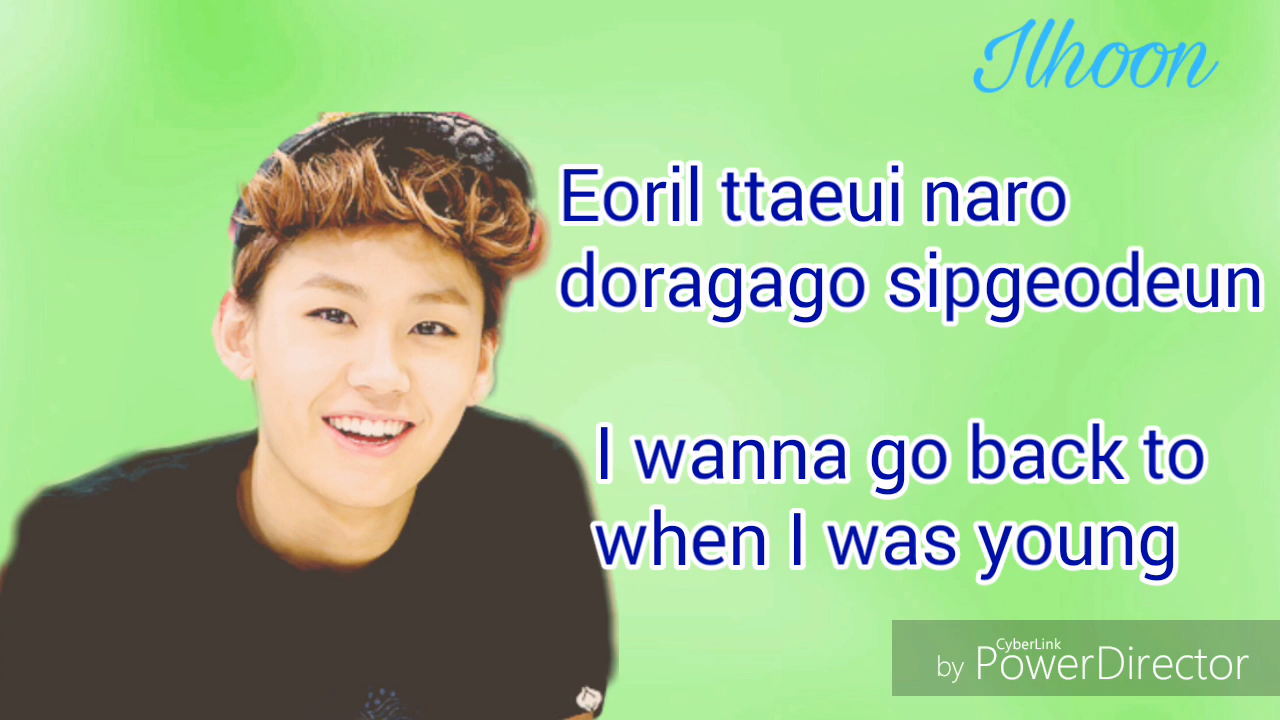 Ilhoon
Eoril ttaeui naro
doragago sipgeodeun
I wanna go back to
when I was young
CyberLink
by PowerDirector